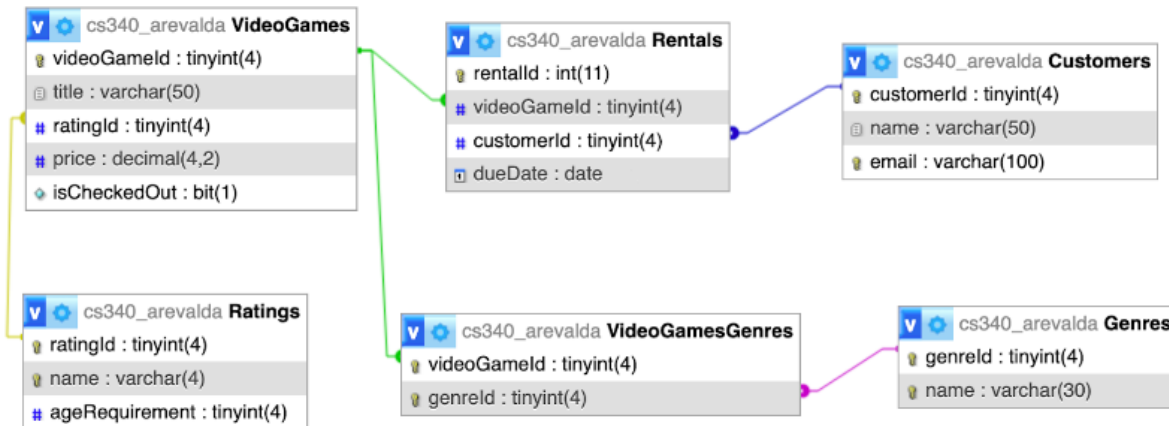 cs340_arevalda VideoGames
videoGameId : tinyint(4)
title : varchar(50)
ratingId : tinyint(4)
price : decimal(4,2)
isCheckedOut : bit(1)
cs340_arevalda Rentals
rentalId : int(11)
videoGameId : tinyint(4)
customerId : tinyint(4)
dueDate : date
cs340_arevalda Customers
customerId : tinyint(4)
name : varchar(50)
email : varchar(100)
cs340_arevalda Ratings
ratingId : tinyint(4)
name : varchar(4)
ageRequirement : tinyint(4)
cs340_arevalda VideoGamesGenres
videoGameId : tinyint(4)
genreId : tinyint(4)
cs340_arevalda Genres
genreId : tinyint(4)
name : varchar(30)